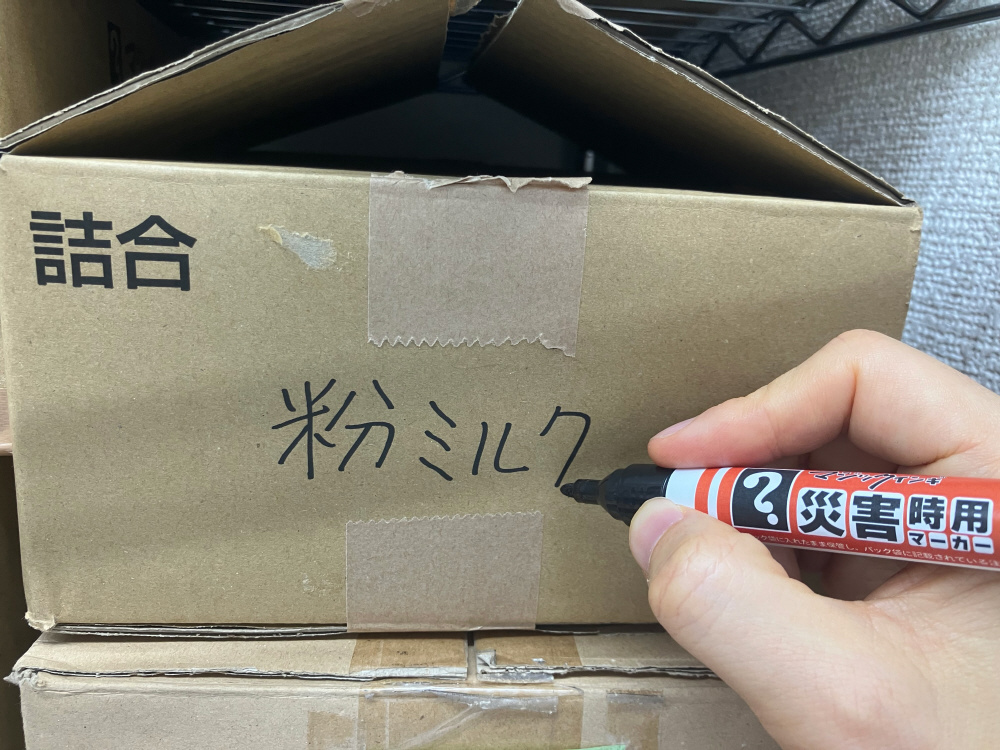 詰合
粉ミルク
?
災害時用
マーカー